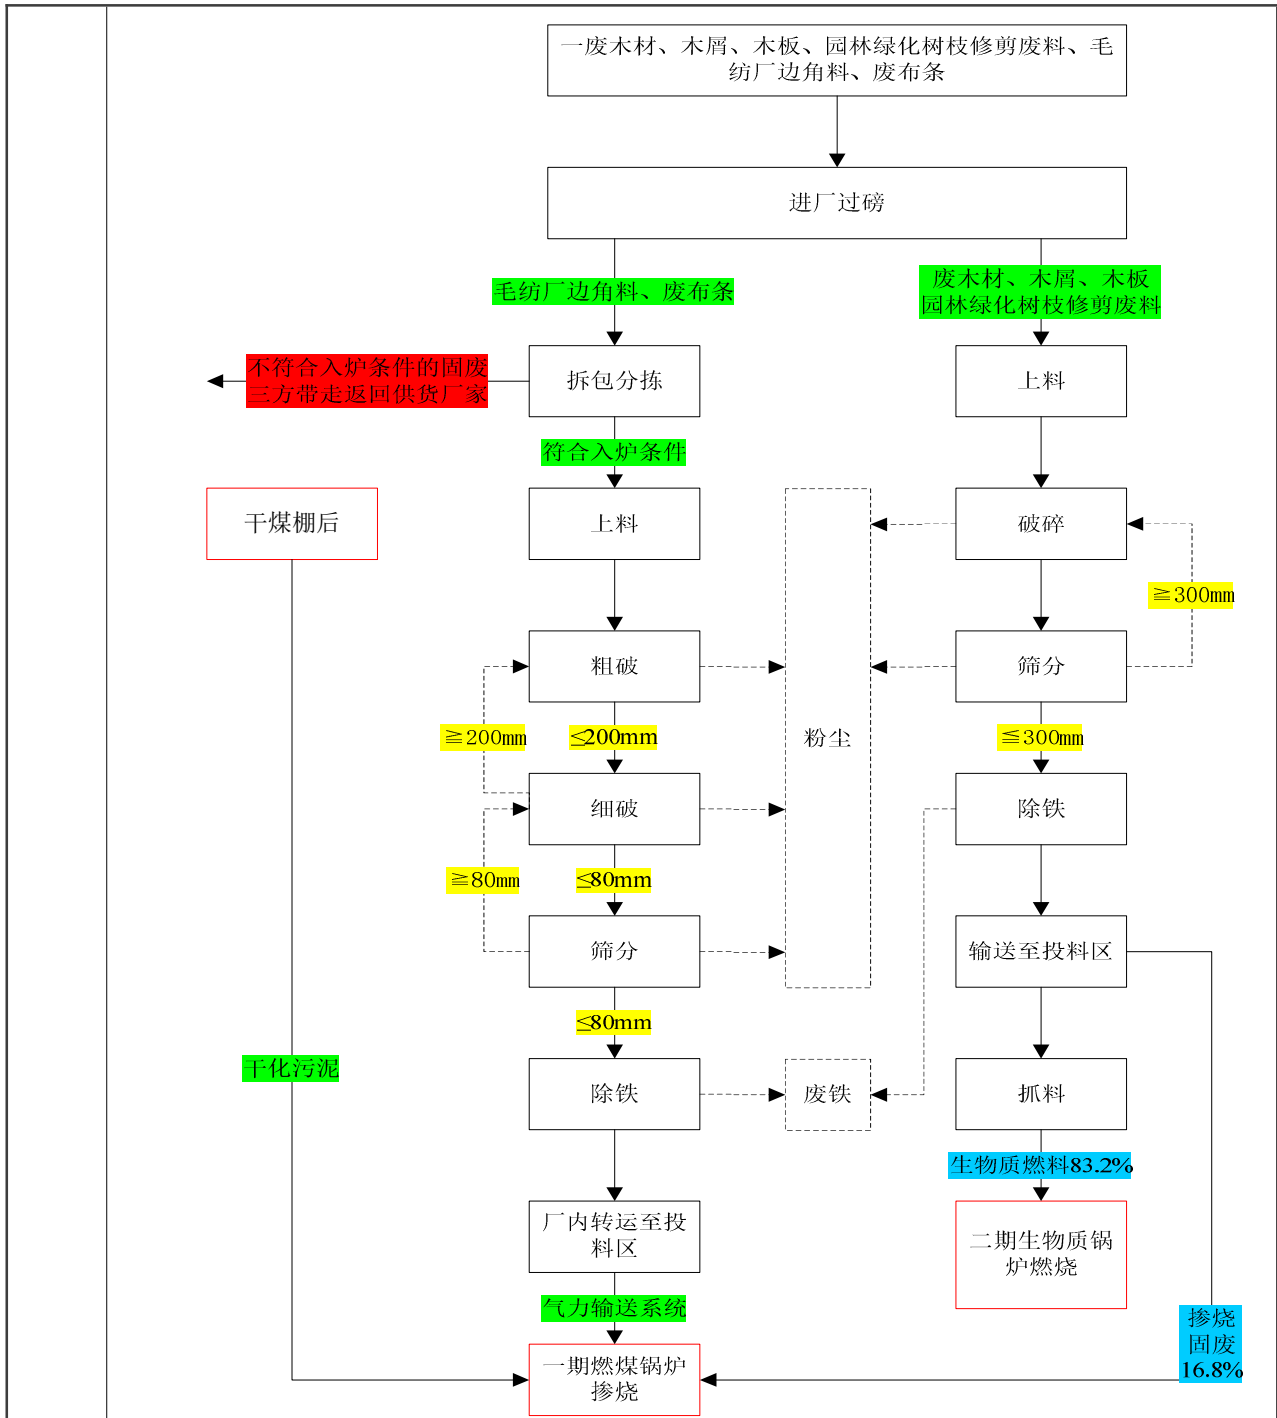 一废木材、木屑、木板、园林绿化树枝修剪废料、毛
纺厂边角料、废布条
进厂过磅
毛纺厂边角料、废布条
废木材、木屑、木板
园林绿化树枝修剪废料
不符合入炉条件的固废
三方带走返回供货厂家
拆包分拣
上料
符合入炉条件
干煤棚后
上料
破碎
≧300mm
粗破
筛分
≧200mm
≤200mm
粉尘
≦300mm
细破
除铁
≧80mm
≤80mm
筛分
输送至投料区
≤80mm
干化污泥
除铁
废铁
抓料
生物质燃料83.2%
厂内转运至投
料区
二期生物质锅
炉燃烧
气力输送系统
掺烧
固废
16.8%
一期燃煤锅炉
掺烧